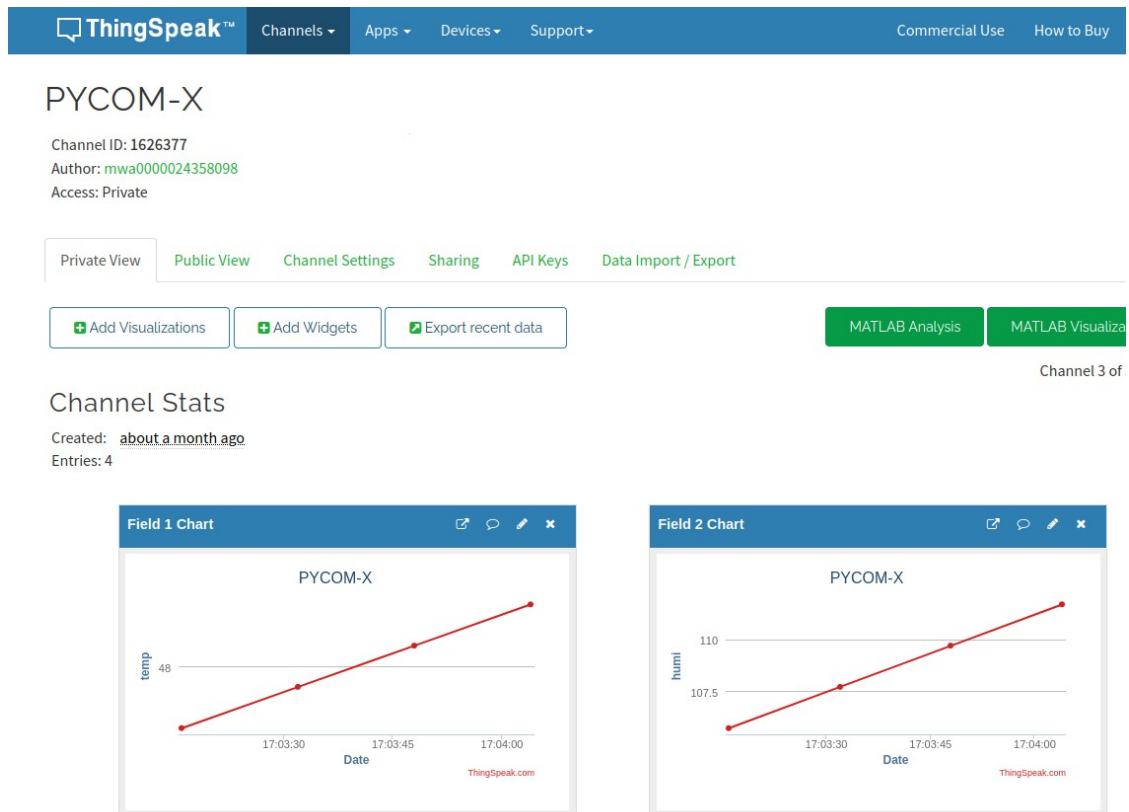 ThingSpeak™ Channels Apps Devices Support Commercial Use How to Buy
PYCOM-X
Channel ID: 1626377
Author: mwa0000024358098
Access: Private
Private View Public View Channel Settings Sharing API Keys Data Import / Export
Add Visualizations Add Widgets Export recent data MATLAB Analysis MATLAB Visualiza
Channel 3 of
Channel Stats
Created: about a month ago
Entries: 4
Field 1 Chart
PYCOM-X
temp
48
17:03:30 17:03:45 17:04:00
Date
ThingSpeak.com
Field 2 Chart
PYCOM-X
humi
110
107.5
17:03:30 17:03:45 17:04:00
Date
ThingSpeak.com